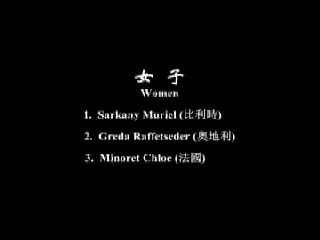 女 子
Women
1. Sarkaay Muriel (比利時)
2. Greda Raffetseder (奧地利)
3. Minoret Chloe (法國)